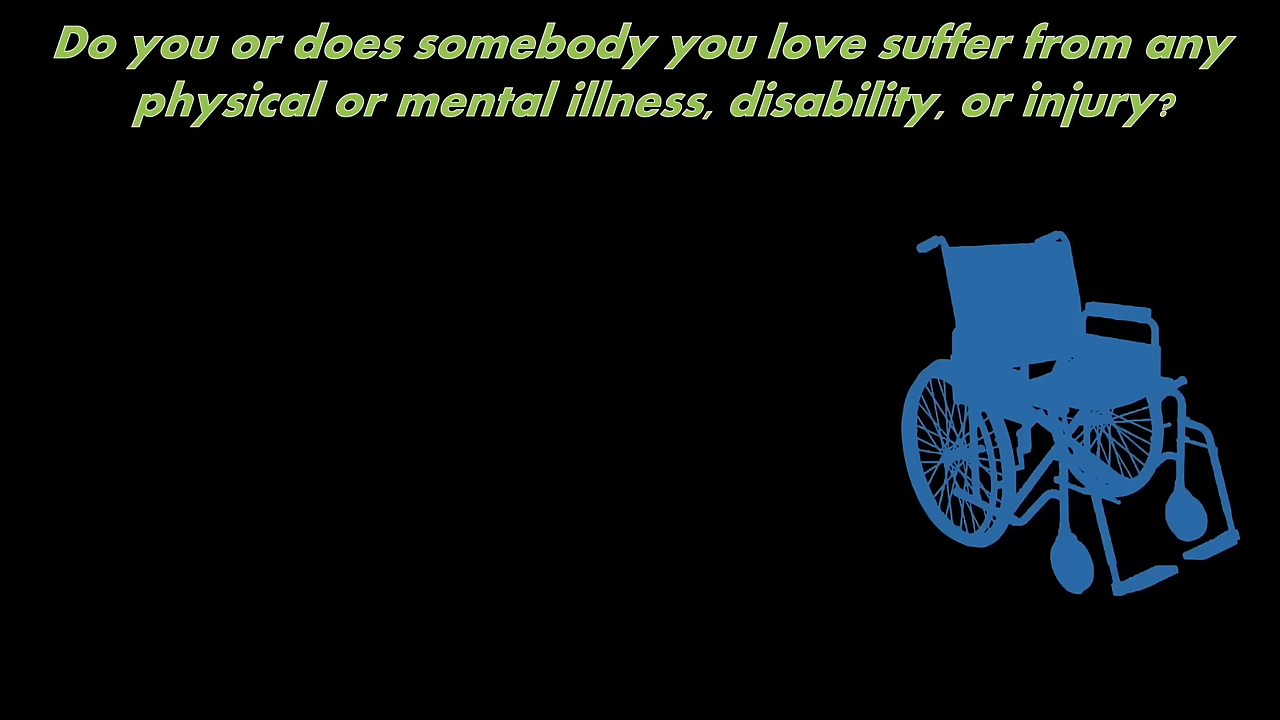 Do you or does somebody you love suffer from any
physical or mental illness, disability, or injury?